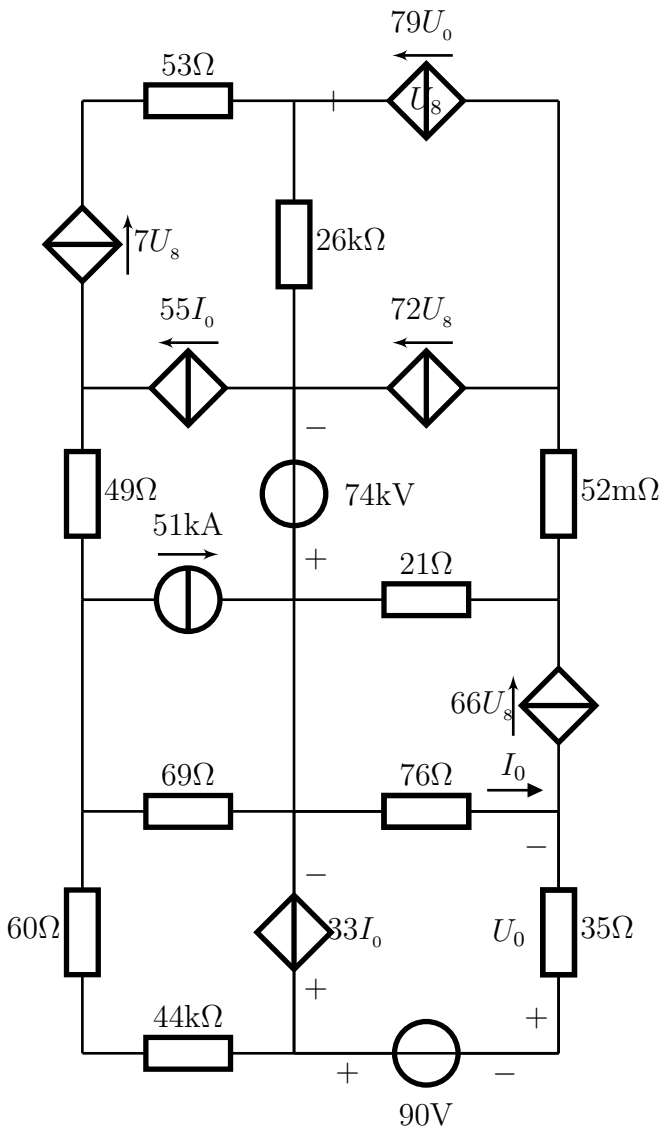 79U₀
53Ω
+ U₈
7U₈
26kΩ
55I₀ 72U₈
−
49Ω 74kV 52mΩ
51kA
+ 21Ω
66U₈
69Ω 76Ω I₀
−
−
60Ω 33I₀ U₀ 35Ω
+
+
44kΩ
+ −
90V